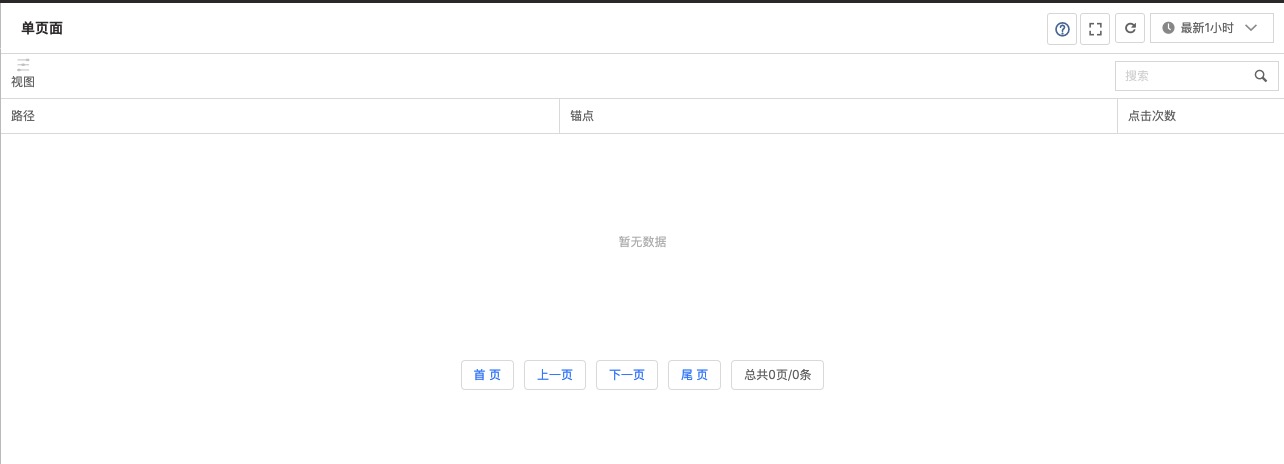 单页面
最新1小时
视图
搜索
路径
锚点
点击次数
暂无数据
首 页
上一页
下一页
尾 页
总共0页/0条